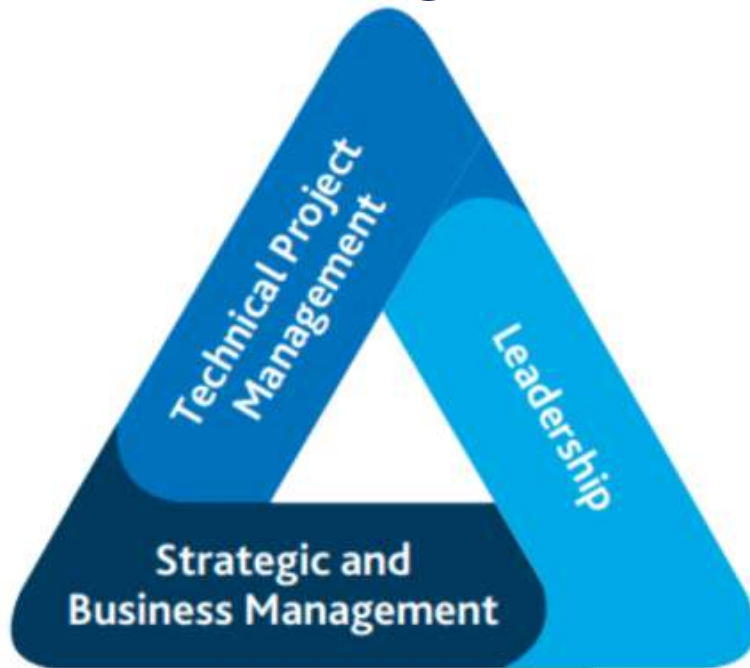 Technical Project
Management
Leadership
Strategic and
Business Management